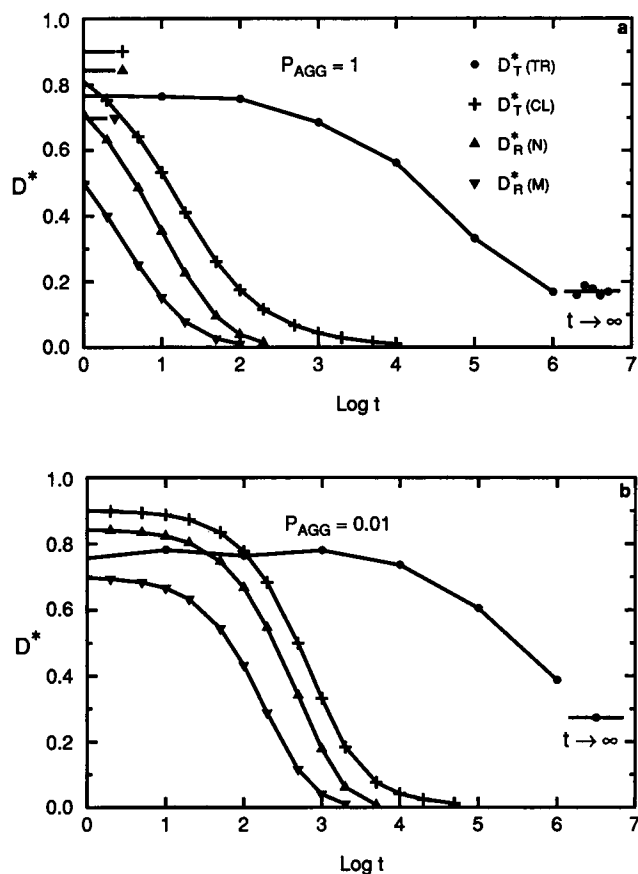 a
1.0
0.8
0.6
0.4
0.2
0.0
D*
P_AGG = 1
D*_T (TR)
D*_T (CL)
D*_R (N)
D*_R (M)
t → ∞
0 1 2 3 4 5 6 7
Log t
b
1.0
0.8
0.6
0.4
0.2
0.0
D*
P_AGG = 0.01
t → ∞
0 1 2 3 4 5 6 7
Log t